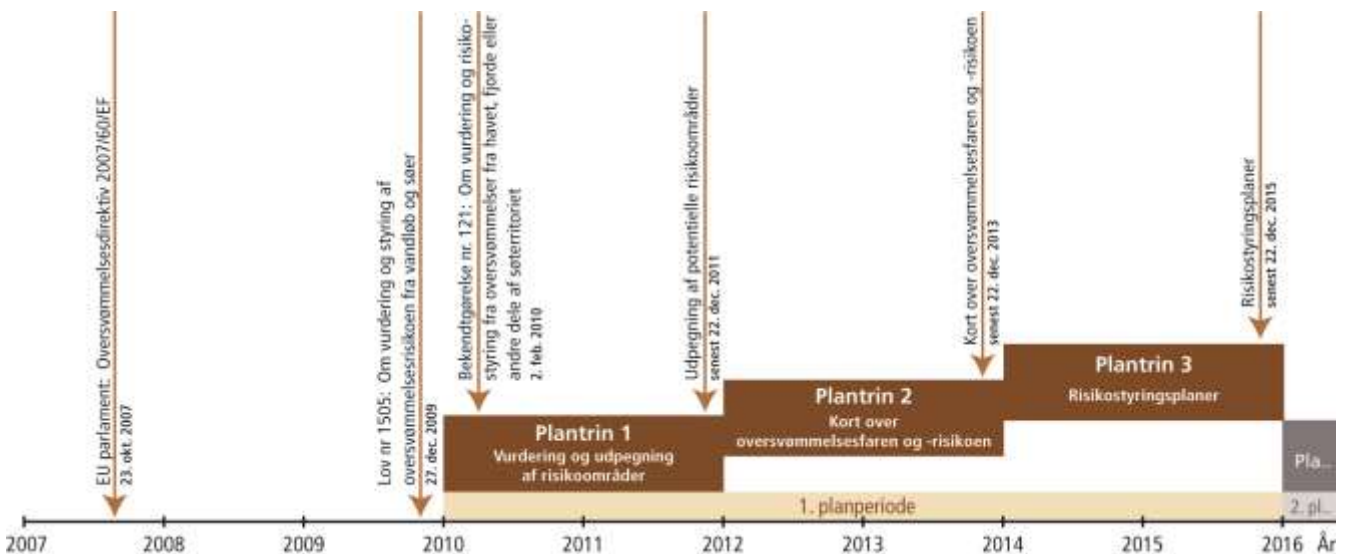 EU parlament: Oversvømmelsesdirektiv 2007/60/EF
23. okt. 2007
Lov nr 1505: Om vurdering og styring af
oversvømmelsesrisikoen fra vandløb og søer
27. dec. 2009
Bekendtgørelse nr. 121: Om vurdering og risiko-
styring fra oversvømmelser fra havet, fjorde eller
andre dele af søterritoriet
2. feb. 2010
Udpegning af potentielle risikoområder
senest 22. dec. 2011
Kort over oversvømmelsesfaren og -risikoen
senest 22. dec. 2013
Risikostyringsplaner
senest 22. dec. 2015
Plantrin 1
Vurdering og udpegning
af risikoområder
Plantrin 2
Kort over
oversvømmelsesfaren og -risikoen
Plantrin 3
Risikostyringsplaner
Pla...
1. planperiode
2. pl...
2007 2008 2009 2010 2011 2012 2013 2014 2015 2016 År